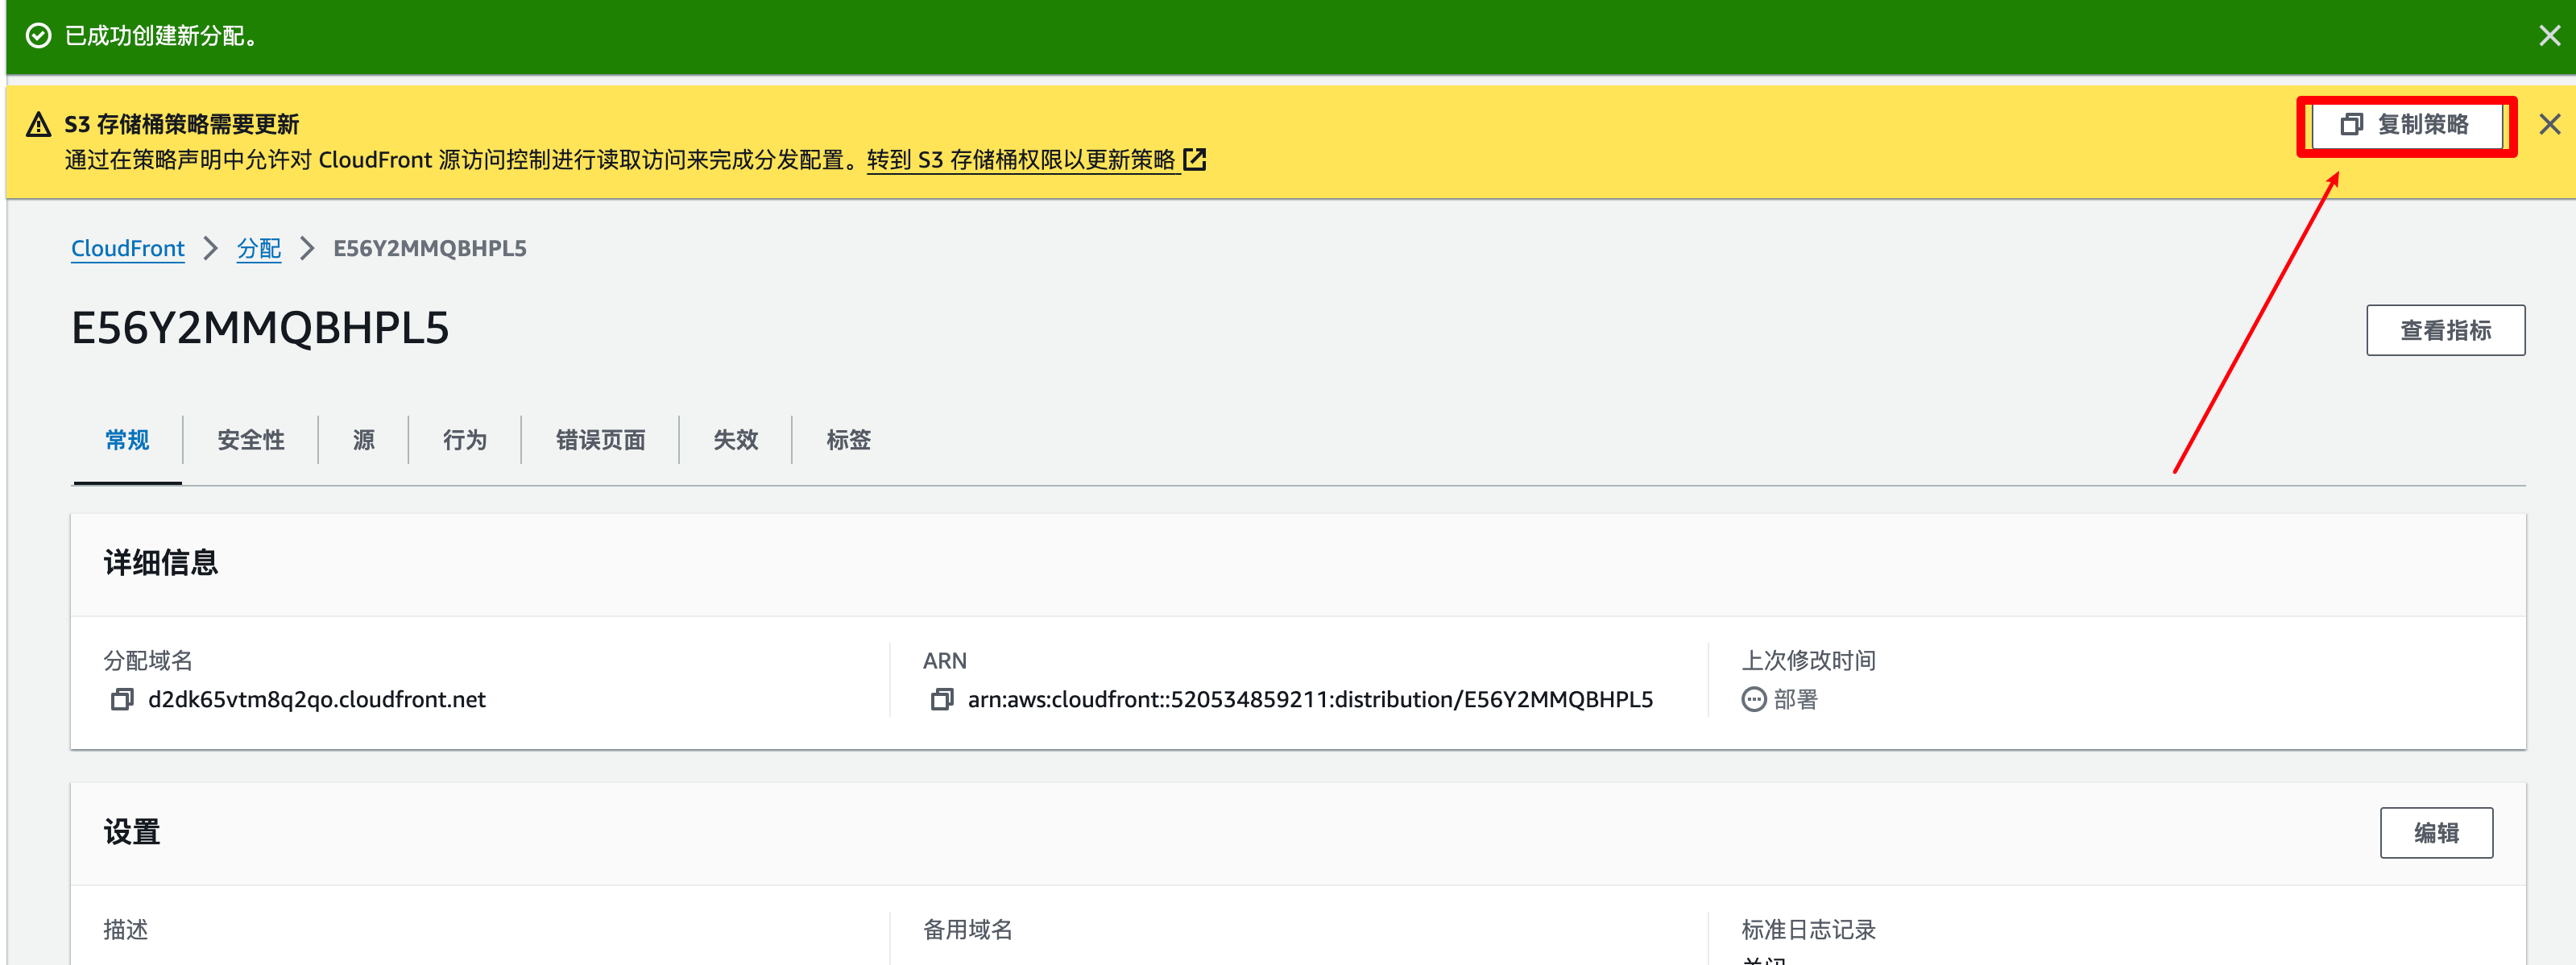 已成功创建新分配。
S3 存储桶策略需要更新
复制策略
通过在策略声明中允许对 CloudFront 源访问控制进行读取访问来完成分发配置。转到 S3 存储桶权限以更新策略
CloudFront 分配 E56Y2MMQBHPL5
E56Y2MMQBHPL5
查看指标
常规 安全性 源 行为 错误页面 失效 标签
详细信息
分配域名 ARN 上次修改时间
d2dk65vtm8q2qo.cloudfront.net arn:aws:cloudfront::520534859211:distribution/E56Y2MMQBHPL5 部署
设置
编辑
描述 备用域名 标准日志记录